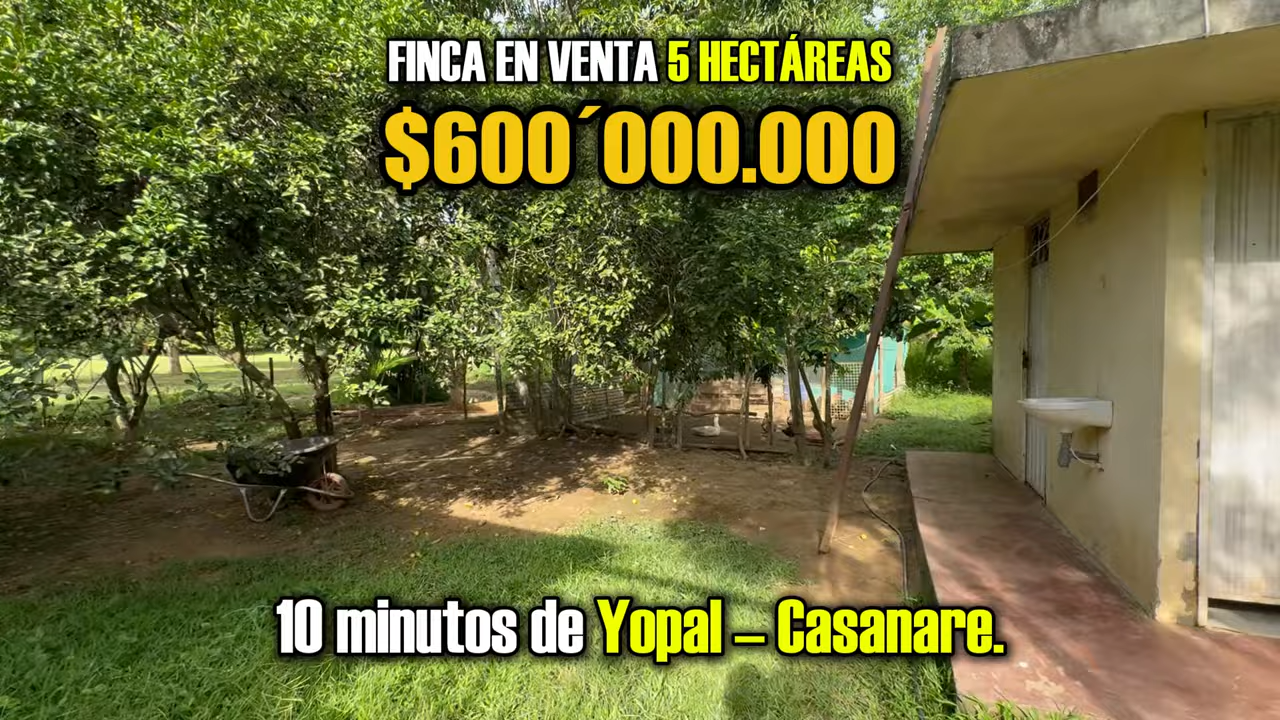 FINCA EN VENTA 5 HECTÁREAS
$600´000.000
10 minutos de Yopal – Casanare.